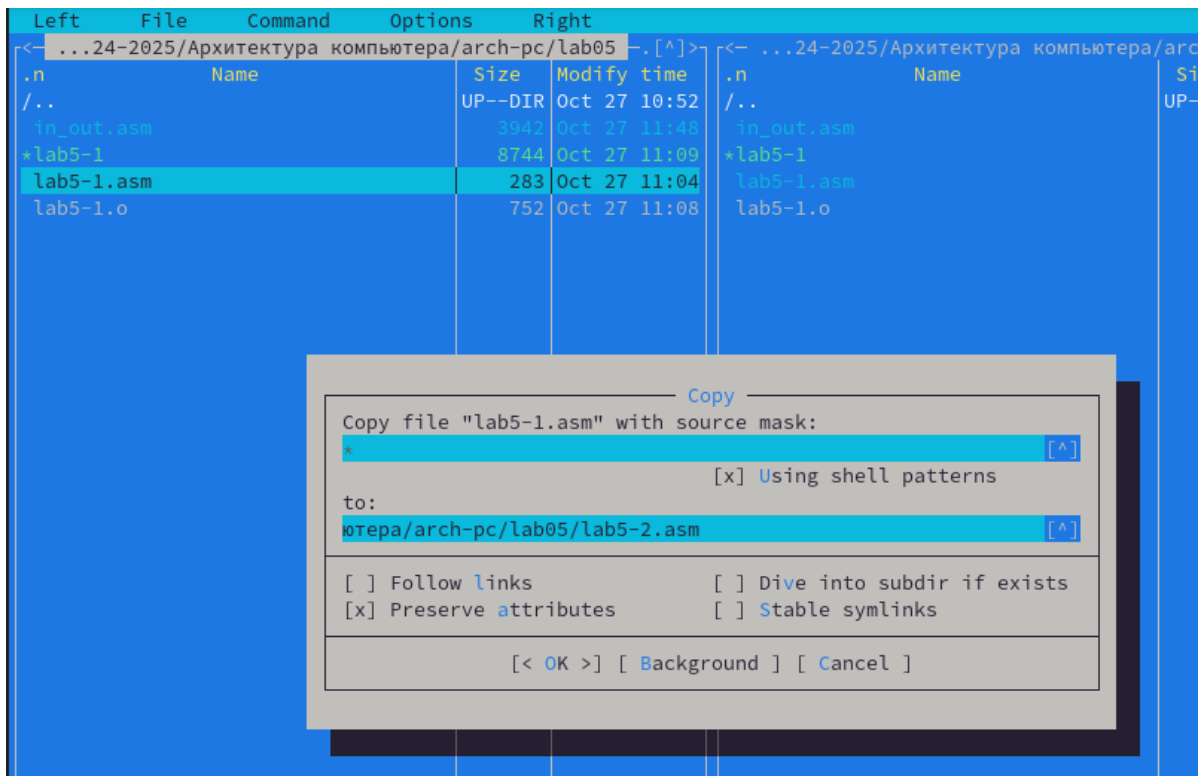 Left File Command Options Right
<─ ...24-2025/Архитектура компьютера/arch-pc/lab05 ─.[^]>┐┌<─ ...24-2025/Архитектура компьютера/arc
.n Name Size Modify time .n Name Si
/.. UP--DIR Oct 27 10:52 /.. UP-
in_out.asm 3942 Oct 27 11:48 in_out.asm
*lab5-1 8744 Oct 27 11:09 *lab5-1
lab5-1.asm 283 Oct 27 11:04 lab5-1.asm
lab5-1.o 752 Oct 27 11:08 lab5-1.o
Copy
Copy file "lab5-1.asm" with source mask:
* [^]
[x] Using shell patterns
to:
ютера/arch-pc/lab05/lab5-2.asm [^]
[ ] Follow links [ ] Dive into subdir if exists
[x] Preserve attributes [ ] Stable symlinks
[< OK >] [ Background ] [ Cancel ]